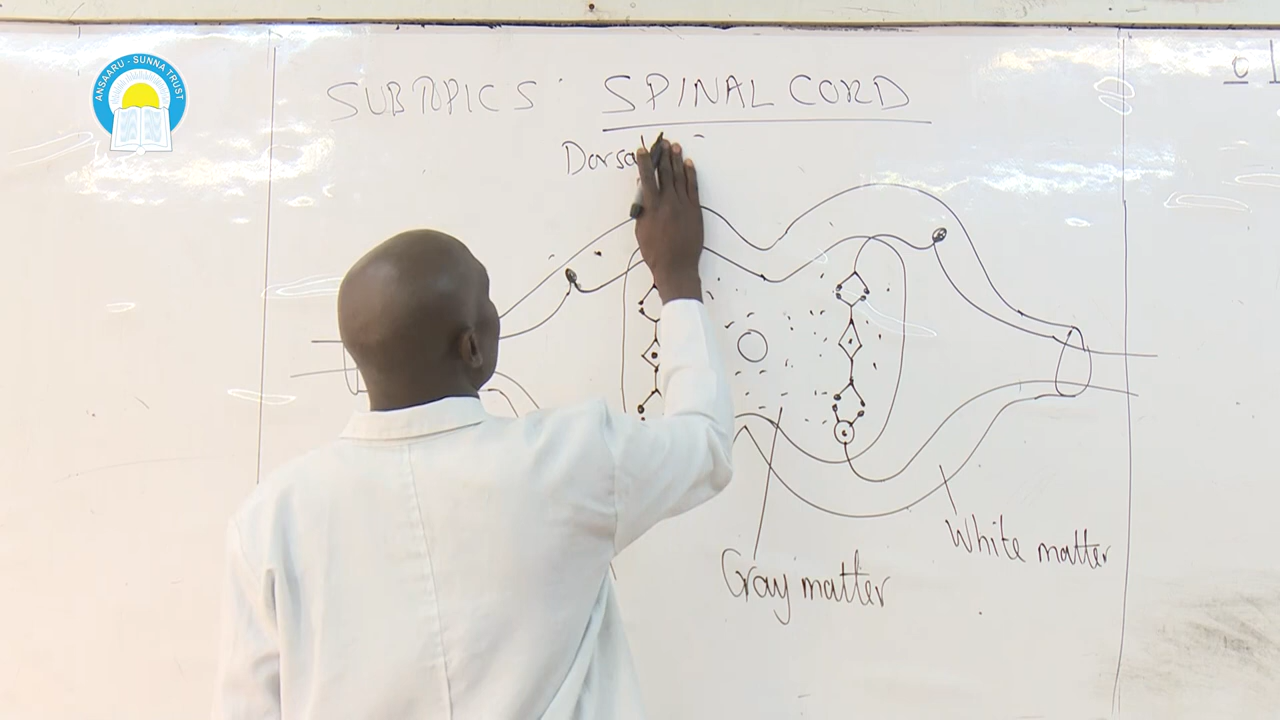 ANSAARU - SUNNA TRUST
SUBTOPICS SPINAL CORD
Dorsa
White matter
Gray matter